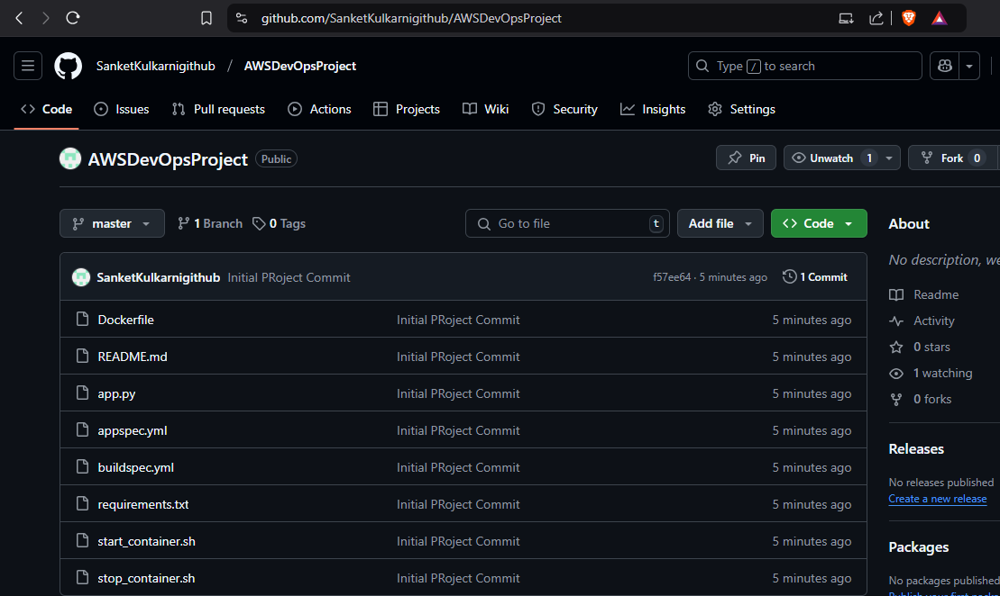 github.com/SanketKulkarnigithub/AWSDevOpsProject
SanketKulkarnigithub / AWSDevOpsProject
Type / to search
Code Issues Pull requests Actions Projects Wiki Security Insights Settings
AWSDevOpsProject Public
Pin Unwatch 1 Fork 0
master 1 Branch 0 Tags
Go to file t Add file Code
SanketKulkarnigithub Initial PRoject Commit f57ee64 · 5 minutes ago 1 Commit
Dockerfile Initial PRoject Commit 5 minutes ago
README.md Initial PRoject Commit 5 minutes ago
app.py Initial PRoject Commit 5 minutes ago
appspec.yml Initial PRoject Commit 5 minutes ago
buildspec.yml Initial PRoject Commit 5 minutes ago
requirements.txt Initial PRoject Commit 5 minutes ago
start_container.sh Initial PRoject Commit 5 minutes ago
stop_container.sh Initial PRoject Commit 5 minutes ago
About
No description, we
Readme
Activity
0 stars
1 watching
0 forks
Releases
No releases published
Create a new release
Packages
No packages published